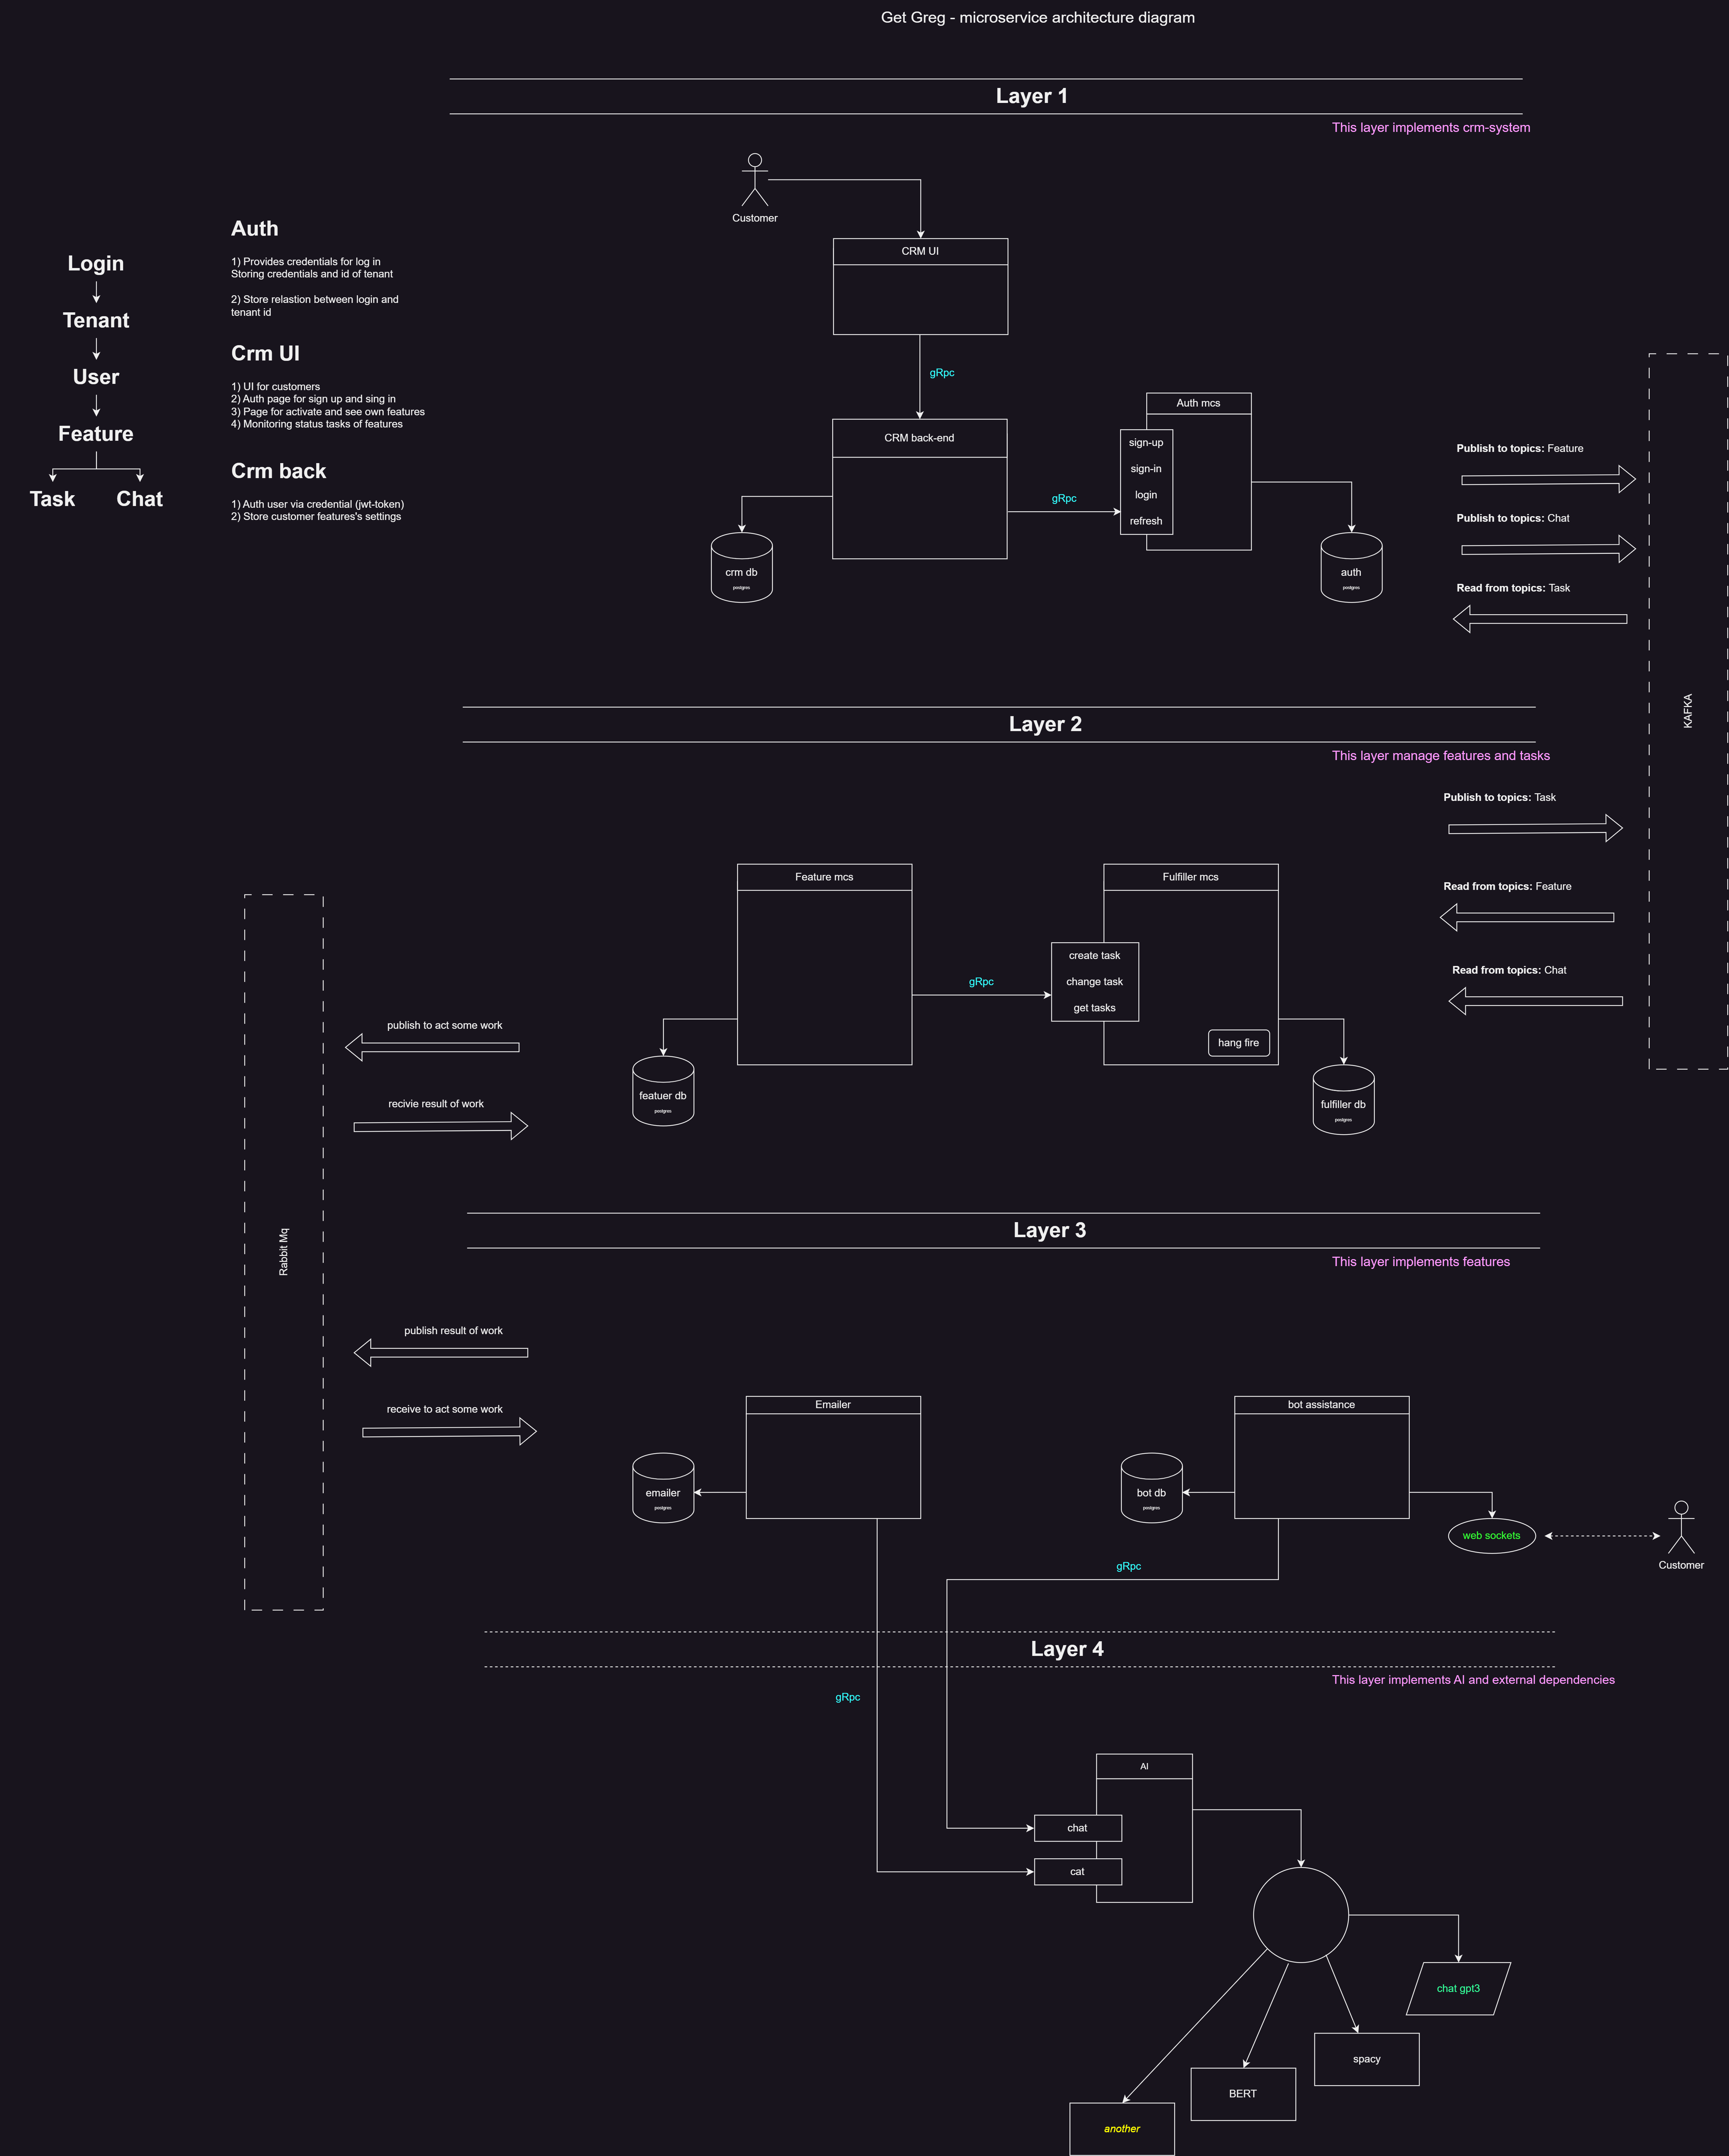 Get Greg - microservice architecture diagram
Layer 1
This layer implements crm-system
Customer
CRM UI
gRpc
CRM back-end
gRpc
Auth mcs
sign-up
sign-in
login
refresh
crm db
postgres
auth
postgres
Login
Tenant
User
Feature
Task
Chat
Auth
1) Provides credentials for log in
Storing credentials and id of tenant
2) Store relastion between login and
tenant id
Crm UI
1) UI for customers
2) Auth page for sign up and sing in
3) Page for activate and see own features
4) Monitoring status tasks of features
Crm back
1) Auth user via credential (jwt-token)
2) Store customer features's settings
Publish to topics: Feature
Publish to topics: Chat
Read from topics: Task
KAFKA
Layer 2
This layer manage features and tasks
Publish to topics: Task
Read from topics: Feature
Read from topics: Chat
Feature mcs
gRpc
Fulfiller mcs
create task
change task
get tasks
hang fire
featuer db
postgres
fulfiller db
postgres
publish to act some work
recivie result of work
Rabbit Mq
Layer 3
This layer implements features
publish result of work
receive to act some work
Emailer
emailer
postgres
bot assistance
bot db
postgres
web sockets
Customer
gRpc
Layer 4
This layer implements AI and external dependencies
gRpc
AI
chat
cat
chat gpt3
spacy
BERT
another